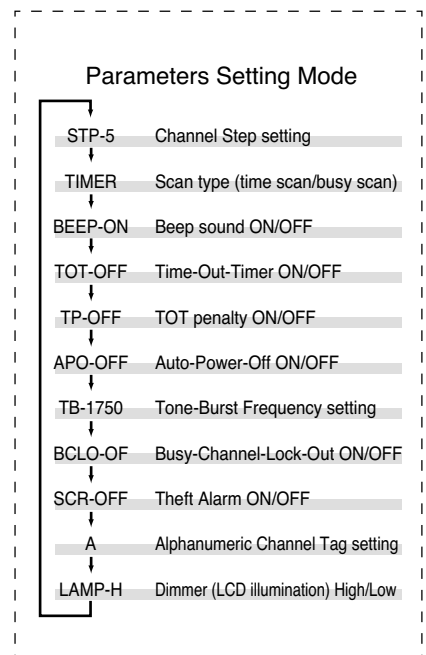 Parameters Setting Mode
STP-5 Channel Step setting
TIMER Scan type (time scan/busy scan)
BEEP-ON Beep sound ON/OFF
TOT-OFF Time-Out-Timer ON/OFF
TP-OFF TOT penalty ON/OFF
APO-OFF Auto-Power-Off ON/OFF
TB-1750 Tone-Burst Frequency setting
BCLO-OF Busy-Channel-Lock-Out ON/OFF
SCR-OFF Theft Alarm ON/OFF
A Alphanumeric Channel Tag setting
LAMP-H Dimmer (LCD illumination) High/Low